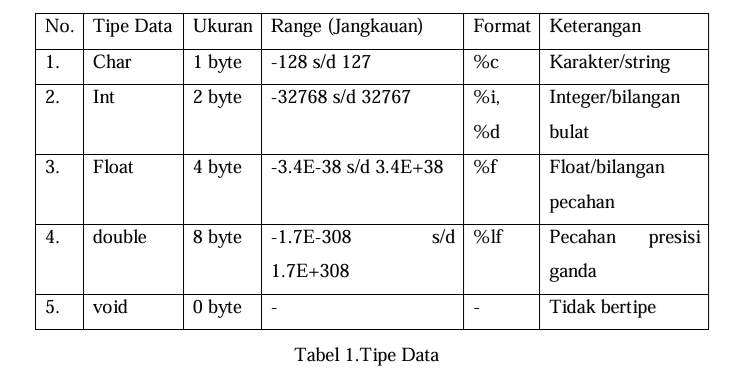 No. Tipe Data Ukuran Range (Jangkauan) Format Keterangan
1. Char 1 byte -128 s/d 127 %c Karakter/string
2. Int 2 byte -32768 s/d 32767 %i, Integer/bilangan
%d bulat
3. Float 4 byte -3.4E-38 s/d 3.4E+38 %f Float/bilangan
pecahan
4. double 8 byte -1.7E-308 s/d %lf Pecahan presisi
1.7E+308 ganda
5. void 0 byte - - Tidak bertipe
Tabel 1.Tipe Data